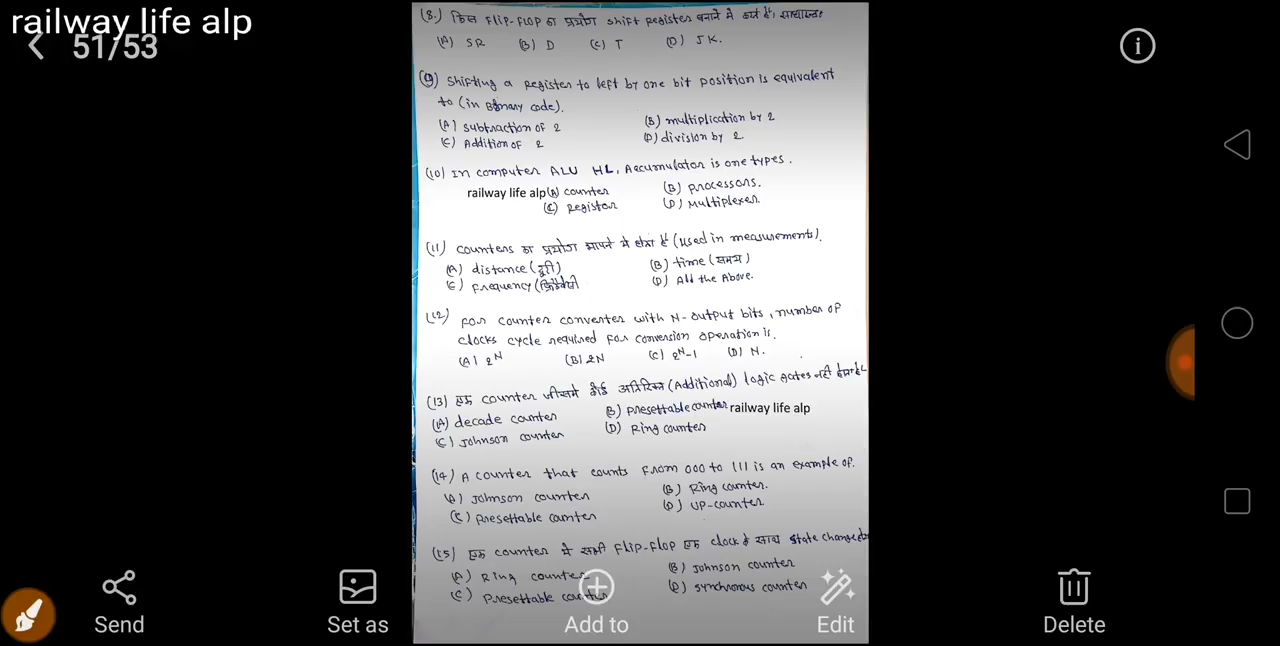 railway life alp
51/53
(8.) किस Flip-Flop का प्रयोग shift register बनाने मे करते है, साधारणतः
(A) SR (B) D (C) T (D) JK.
(9) Shifting a register to left by one bit position is equivalent
to (in Binary code).
(A) subtraction of 2 (B) multiplication by 2
(C) Addition of 2 (D) division by 2
(10) In computer ALU HL, Accumulator is one types.
railway life alp (A) counter (B) processors.
(C) Register (D) Multiplexer
(11) counters का प्रयोग मापने मे होता है (used in measurements).
(A) distance (दूरी) (B) time (समय)
(C) frequency (फ्रिक्वेंसी) (D) All the Above.
(12) For counter converter with N-output bits, number of
clocks cycle required for conversion operation is.
(A) 2^N (B) 2N (C) 2^N-1 (D) N.
(13) एक counter जीसमे कोई अतिरिक्त (Additional) logic gates नही होता है
(A) decade counter (B) presettable counter railway life alp
(C) Johnson counter (D) Ring counter
(14) A counter that counts from 000 to 111 is an example of.
(A) Johnson counter (B) Ring counter.
(C) presettable counter (D) UP-counter
(15) एक counter मे सभी Flip-Flop एक clock के साथ state change
(A) Ring counter (B) Johnson counter
(C) presettable counter (D) synchronous counter
Send Set as Add to Edit Delete